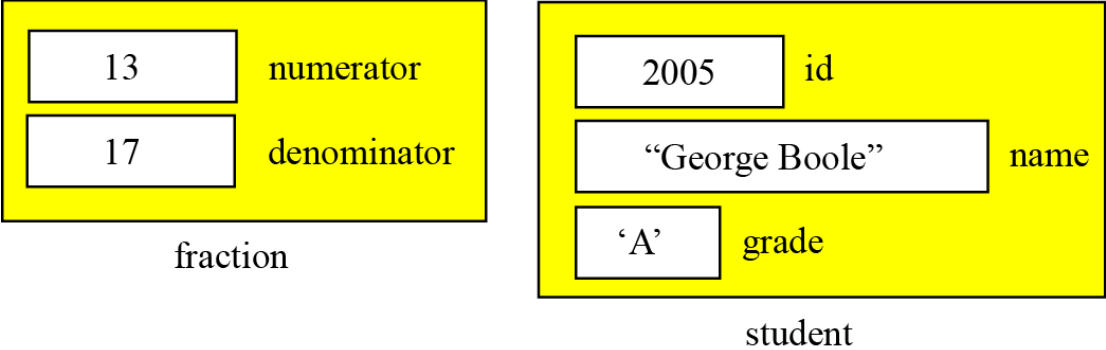 13 numerator
17 denominator
fraction
2005 id
“George Boole” name
‘A’ grade
student